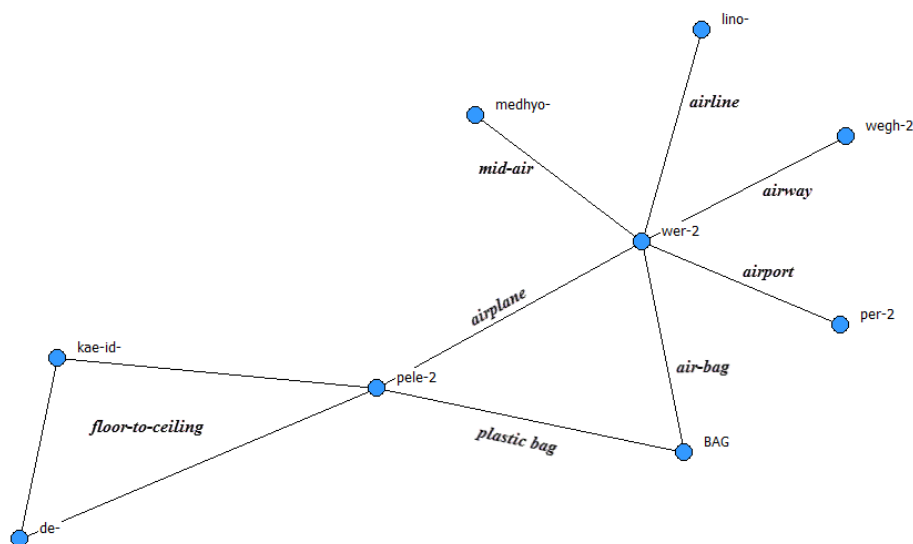 lino-
medhyo-
airline
wegh-2
mid-air
airway
wer-2
airport
airplane
per-2
kae-id-
air-bag
pele-2
floor-to-ceiling
plastic bag
BAG
de-